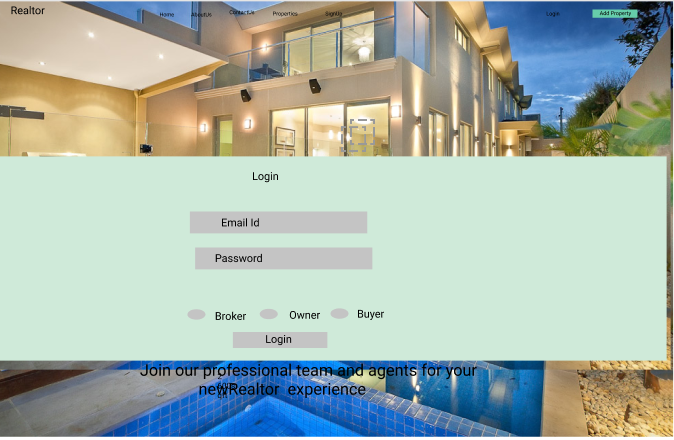 Realtor
Home AboutUs ContactUs Properties SignUp Login Add Property
Login
Email Id
Password
Broker Owner Buyer
Login
Join our professional team and agents for your
new Realtor experience